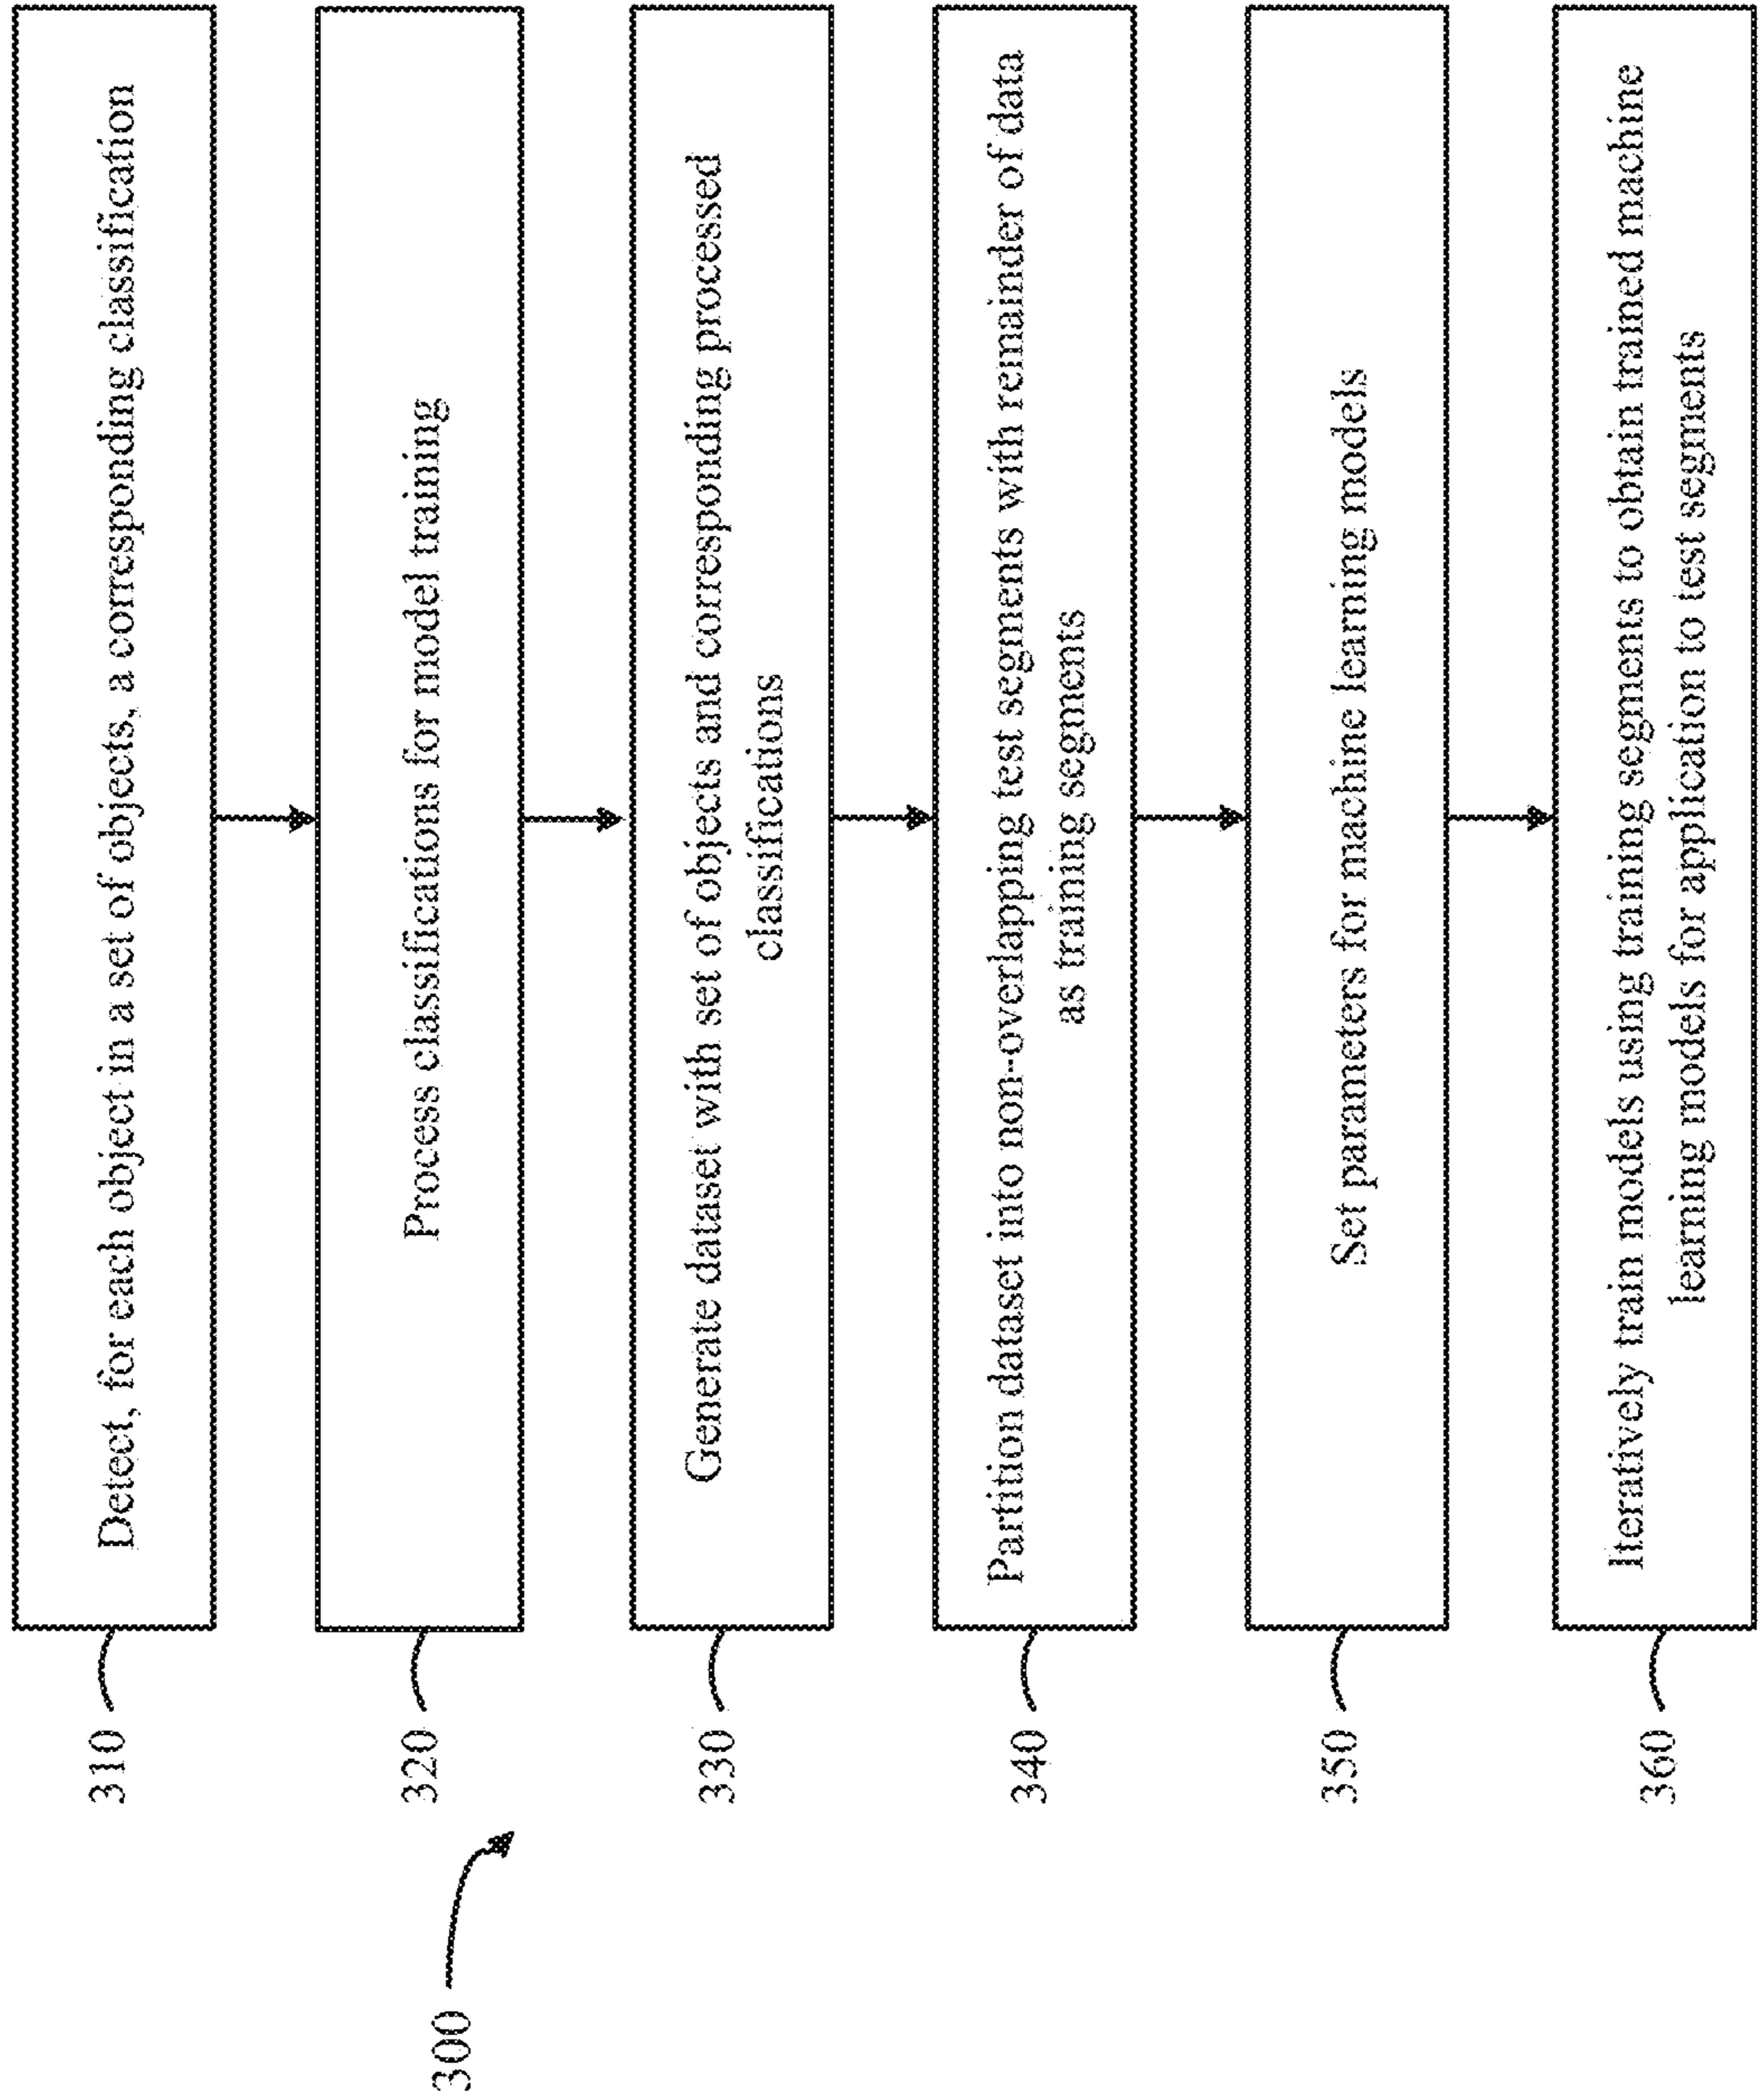 300
310
Detect, for each object in a set of objects, a corresponding classification
320
Process classifications for model training
330
Generate dataset with set of objects and corresponding processed
classifications
340
Partition dataset into non-overlapping test segments with remainder of data
as training segments
350
Set parameters for machine learning models
360
Iteratively train models using training segments to obtain trained machine
learning models for application to test segments